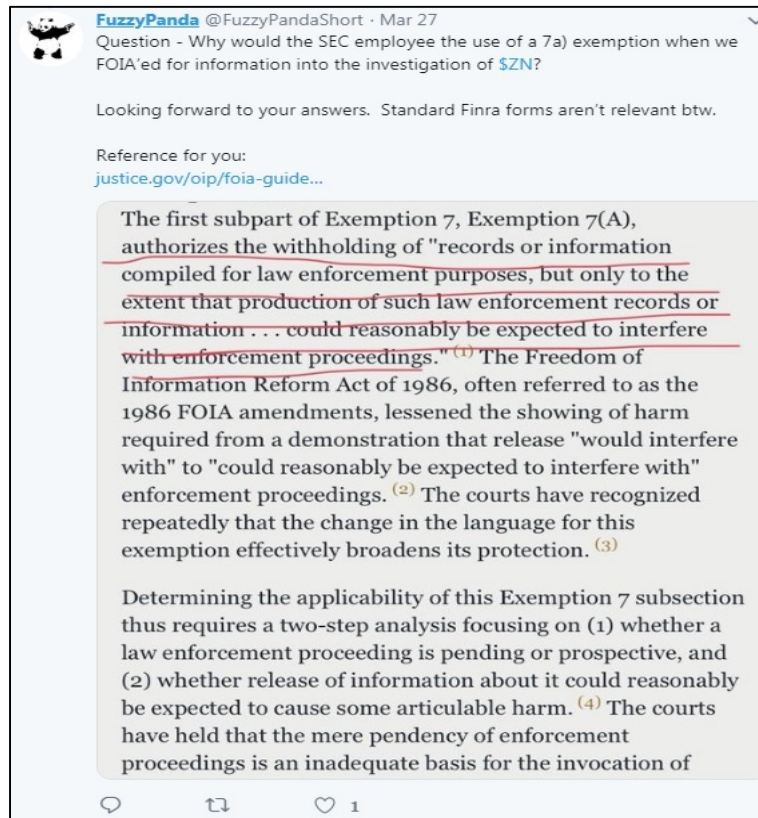 FuzzyPanda @FuzzyPandaShort · Mar 27
Question - Why would the SEC employee the use of a 7a) exemption when we
FOIA'ed for information into the investigation of $ZN?
Looking forward to your answers. Standard Finra forms aren't relevant btw.
Reference for you:
justice.gov/oip/foia-guide...
The first subpart of Exemption 7, Exemption 7(A),
authorizes the withholding of "records or information
compiled for law enforcement purposes, but only to the
extent that production of such law enforcement records or
information . . . could reasonably be expected to interfere
with enforcement proceedings." (1) The Freedom of
Information Reform Act of 1986, often referred to as the
1986 FOIA amendments, lessened the showing of harm
required from a demonstration that release "would interfere
with" to "could reasonably be expected to interfere with"
enforcement proceedings. (2) The courts have recognized
repeatedly that the change in the language for this
exemption effectively broadens its protection. (3)
Determining the applicability of this Exemption 7 subsection
thus requires a two-step analysis focusing on (1) whether a
law enforcement proceeding is pending or prospective, and
(2) whether release of information about it could reasonably
be expected to cause some articulable harm. (4) The courts
have held that the mere pendency of enforcement
proceedings is an inadequate basis for the invocation of
1